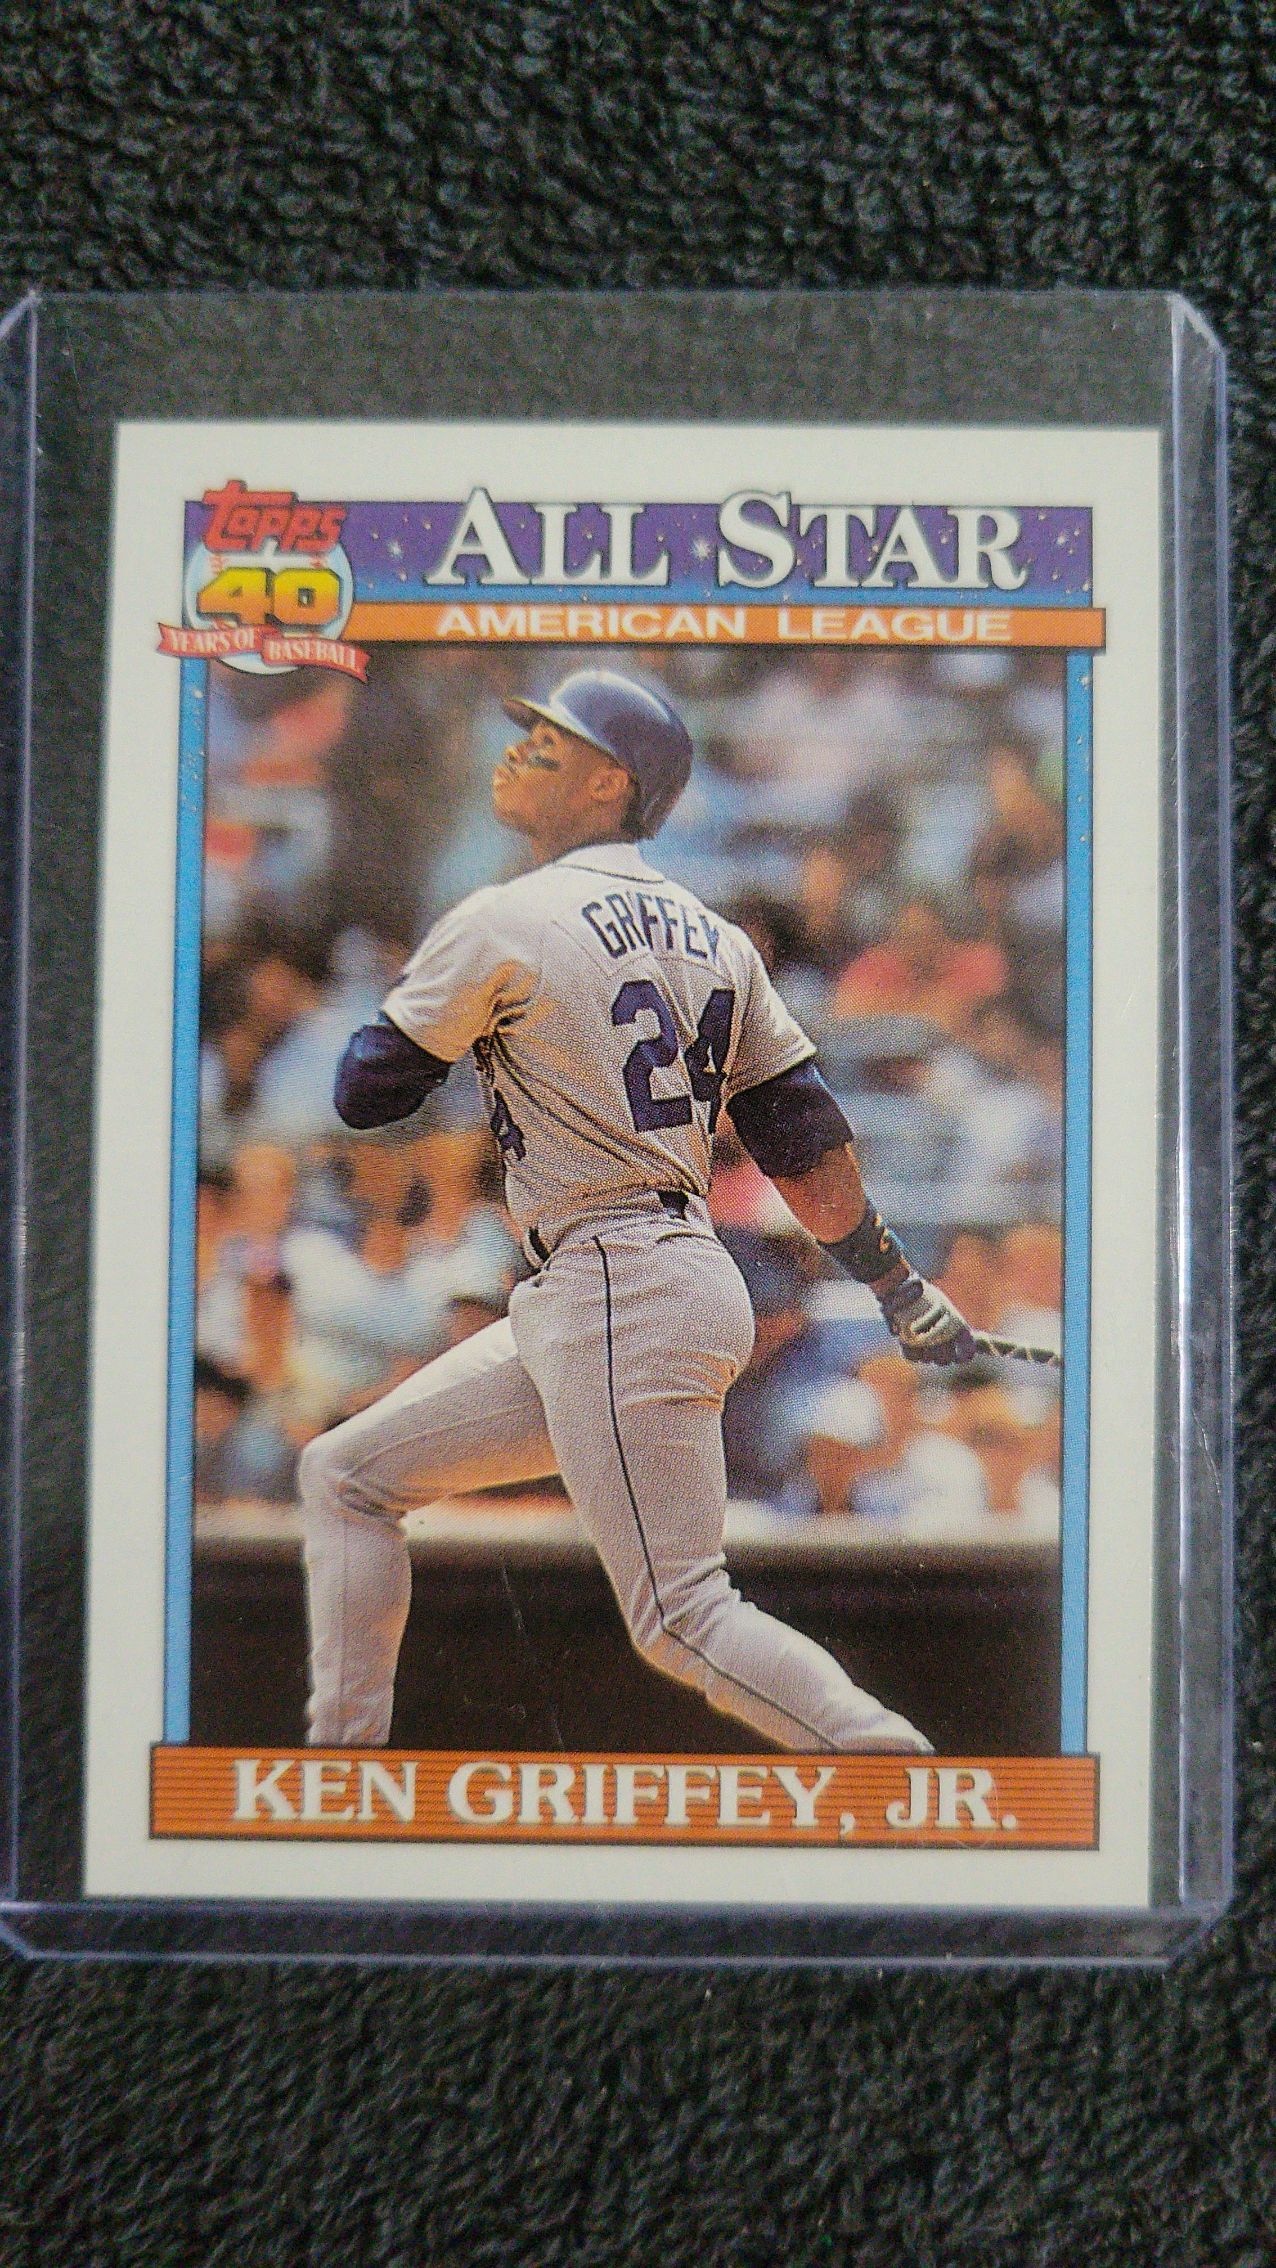 Topps
40
YEARS OF BASEBALL
ALL STAR
AMERICAN LEAGUE
GRIFFEY
24
KEN GRIFFEY, JR.